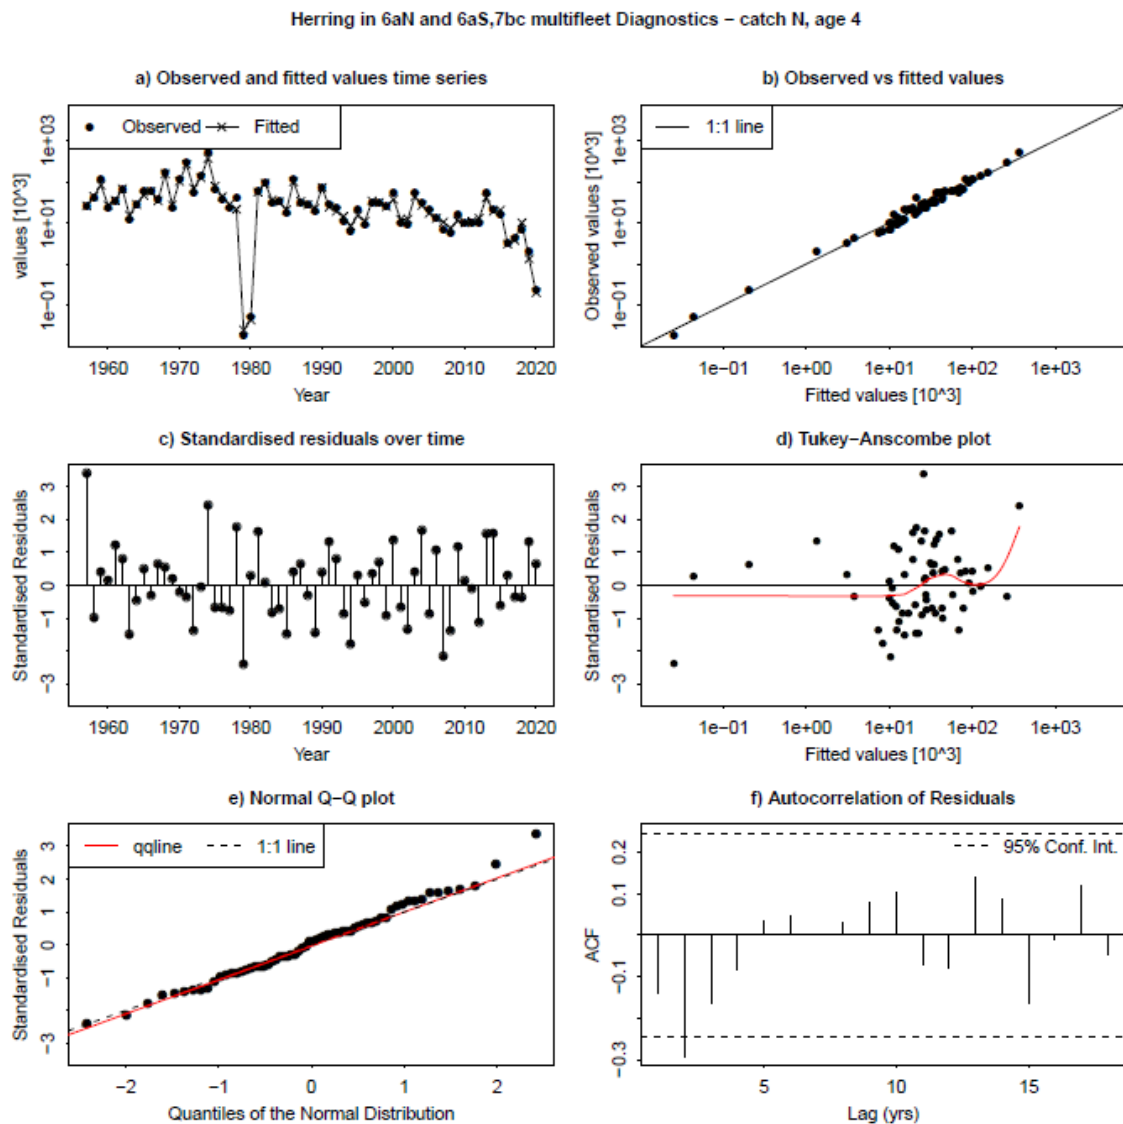 Herring in 6aN and 6aS,7bc multifleet Diagnostics − catch N, age 4
a) Observed and fitted values time series
Observed Fitted
values [10^3]
1e−01 1e+01 1e+03
1960 1970 1980 1990 2000 2010 2020
Year
b) Observed vs fitted values
1:1 line
Observed values [10^3]
1e−01 1e+01 1e+03
1e−01 1e+00 1e+01 1e+02 1e+03
Fitted values [10^3]
c) Standardised residuals over time
Standardised Residuals
−3 −1 0 1 2 3
1960 1970 1980 1990 2000 2010 2020
Year
d) Tukey−Anscombe plot
Standardised Residuals
−3 −1 0 1 2 3
1e−01 1e+00 1e+01 1e+02 1e+03
Fitted values [10^3]
e) Normal Q−Q plot
qqline 1:1 line
Standardised Residuals
−3 −1 0 1 2 3
−2 −1 0 1 2
Quantiles of the Normal Distribution
f) Autocorrelation of Residuals
95% Conf. Int.
ACF
−0.3 −0.1 0.1 0.2
5 10 15
Lag (yrs)